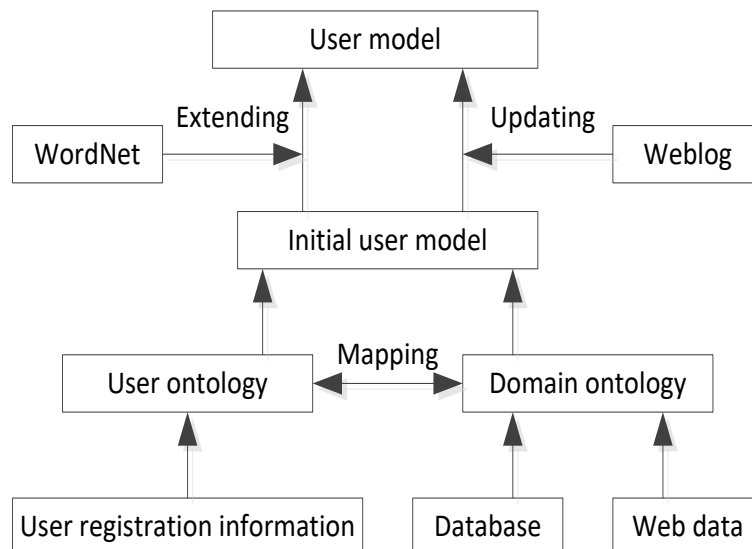 User model
Extending
Updating
WordNet
Weblog
Initial user model
Mapping
User ontology
Domain ontology
User registration information
Database
Web data